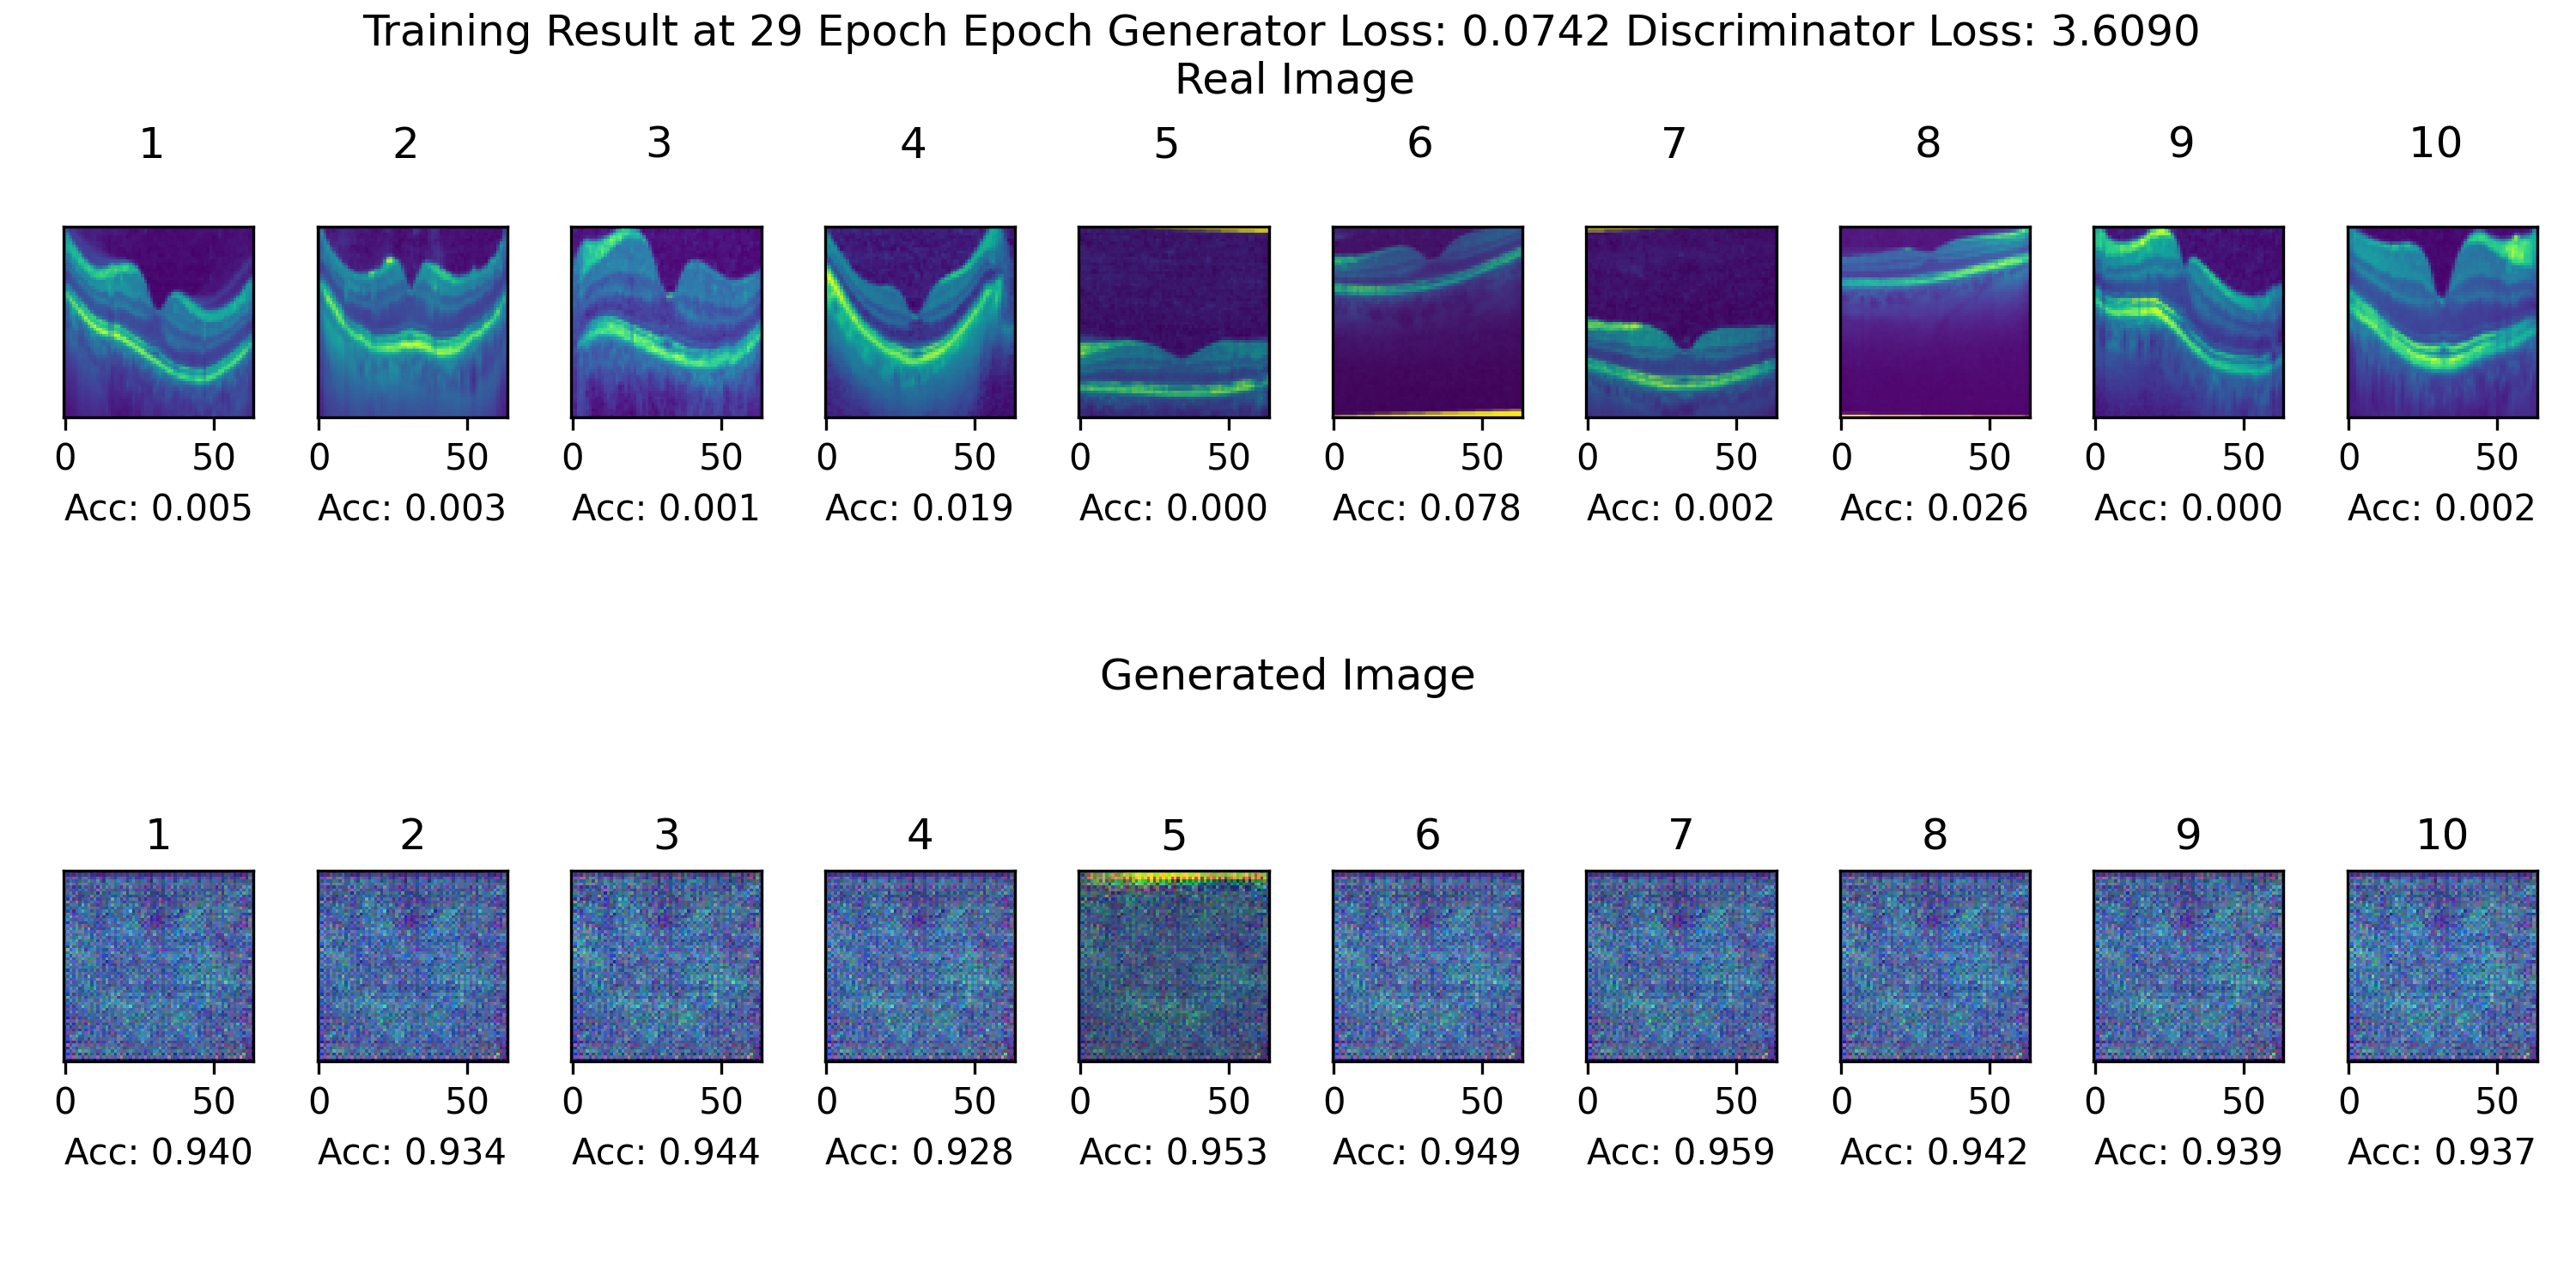 Training Result at 29 Epoch Epoch Generator Loss: 0.0742 Discriminator Loss: 3.6090
Real Image
1 2 3 4 5 6 7 8 9 10
0 50 0 50 0 50 0 50 0 50 0 50 0 50 0 50 0 50 0 50
Acc: 0.005 Acc: 0.003 Acc: 0.001 Acc: 0.019 Acc: 0.000 Acc: 0.078 Acc: 0.002 Acc: 0.026 Acc: 0.000 Acc: 0.002
Generated Image
1 2 3 4 5 6 7 8 9 10
0 50 0 50 0 50 0 50 0 50 0 50 0 50 0 50 0 50 0 50
Acc: 0.940 Acc: 0.934 Acc: 0.944 Acc: 0.928 Acc: 0.953 Acc: 0.949 Acc: 0.959 Acc: 0.942 Acc: 0.939 Acc: 0.937